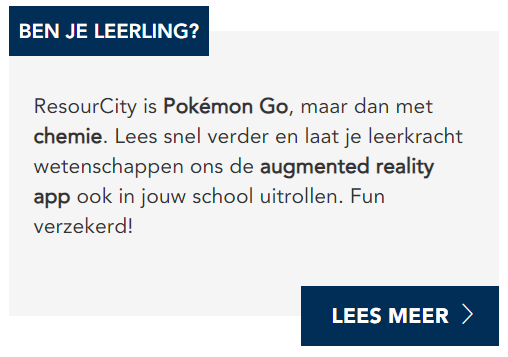 BEN JE LEERLING?
ResourCity is Pokémon Go, maar dan met
chemie. Lees snel verder en laat je leerkracht
wetenschappen ons de augmented reality
app ook in jouw school uitrollen. Fun
verzekerd!
LEES MEER